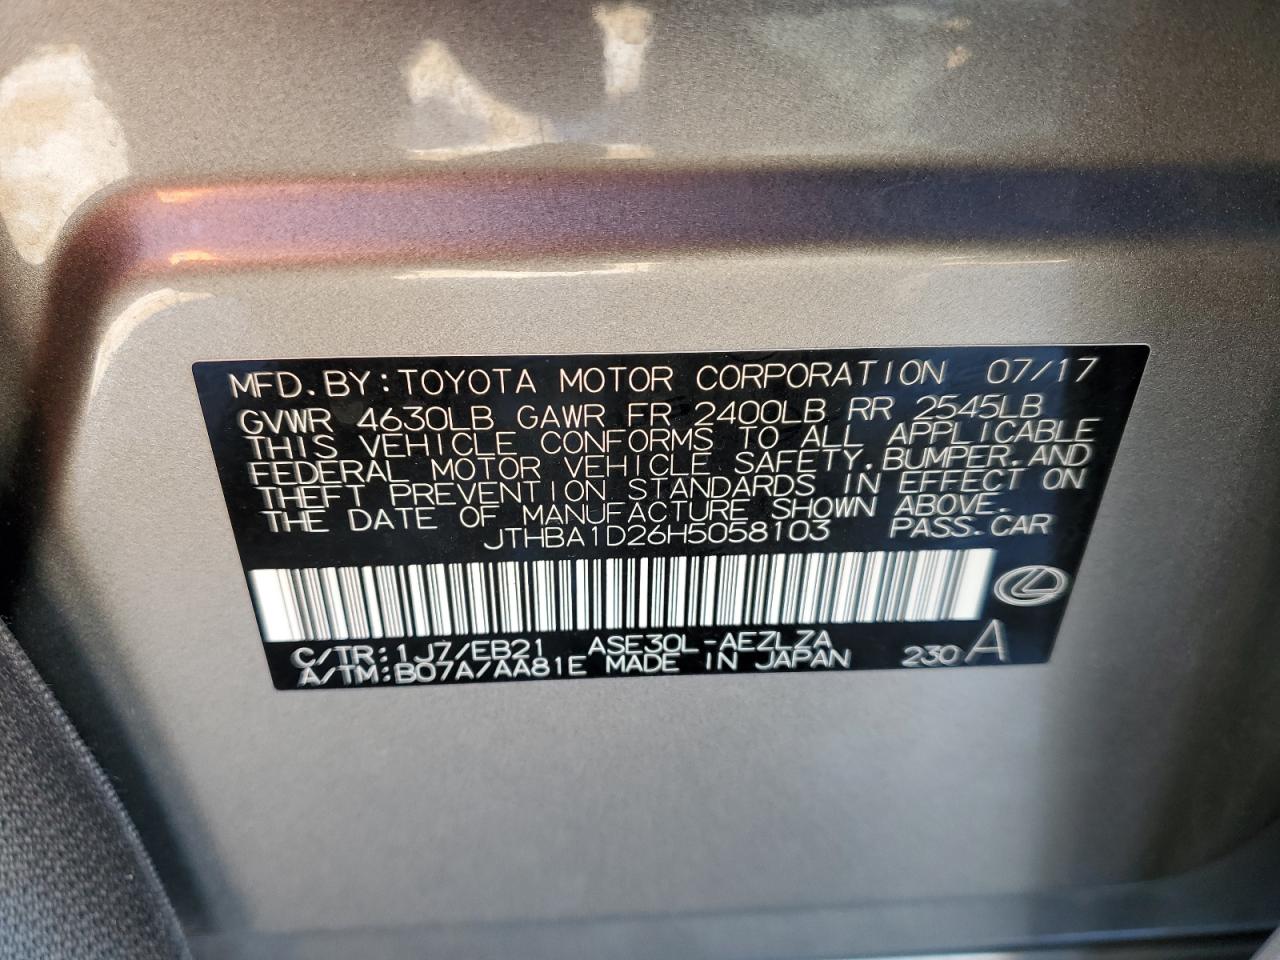 MFD. BY: TOYOTA MOTOR CORPORATION 07/17
GVWR 4630LB GAWR FR 2400LB RR 2545LB
THIS VEHICLE CONFORMS TO ALL APPLICABLE
FEDERAL MOTOR VEHICLE SAFETY, BUMPER, AND
THEFT PREVENTION STANDARDS IN EFFECT ON
THE DATE OF MANUFACTURE SHOWN ABOVE.
JTHBA1D26H5058103 PASS. CAR
C/TR: 1J7/EB21 ASE30L-AEZLZA
A/TM: B07A/AA81E MADE IN JAPAN 230 A